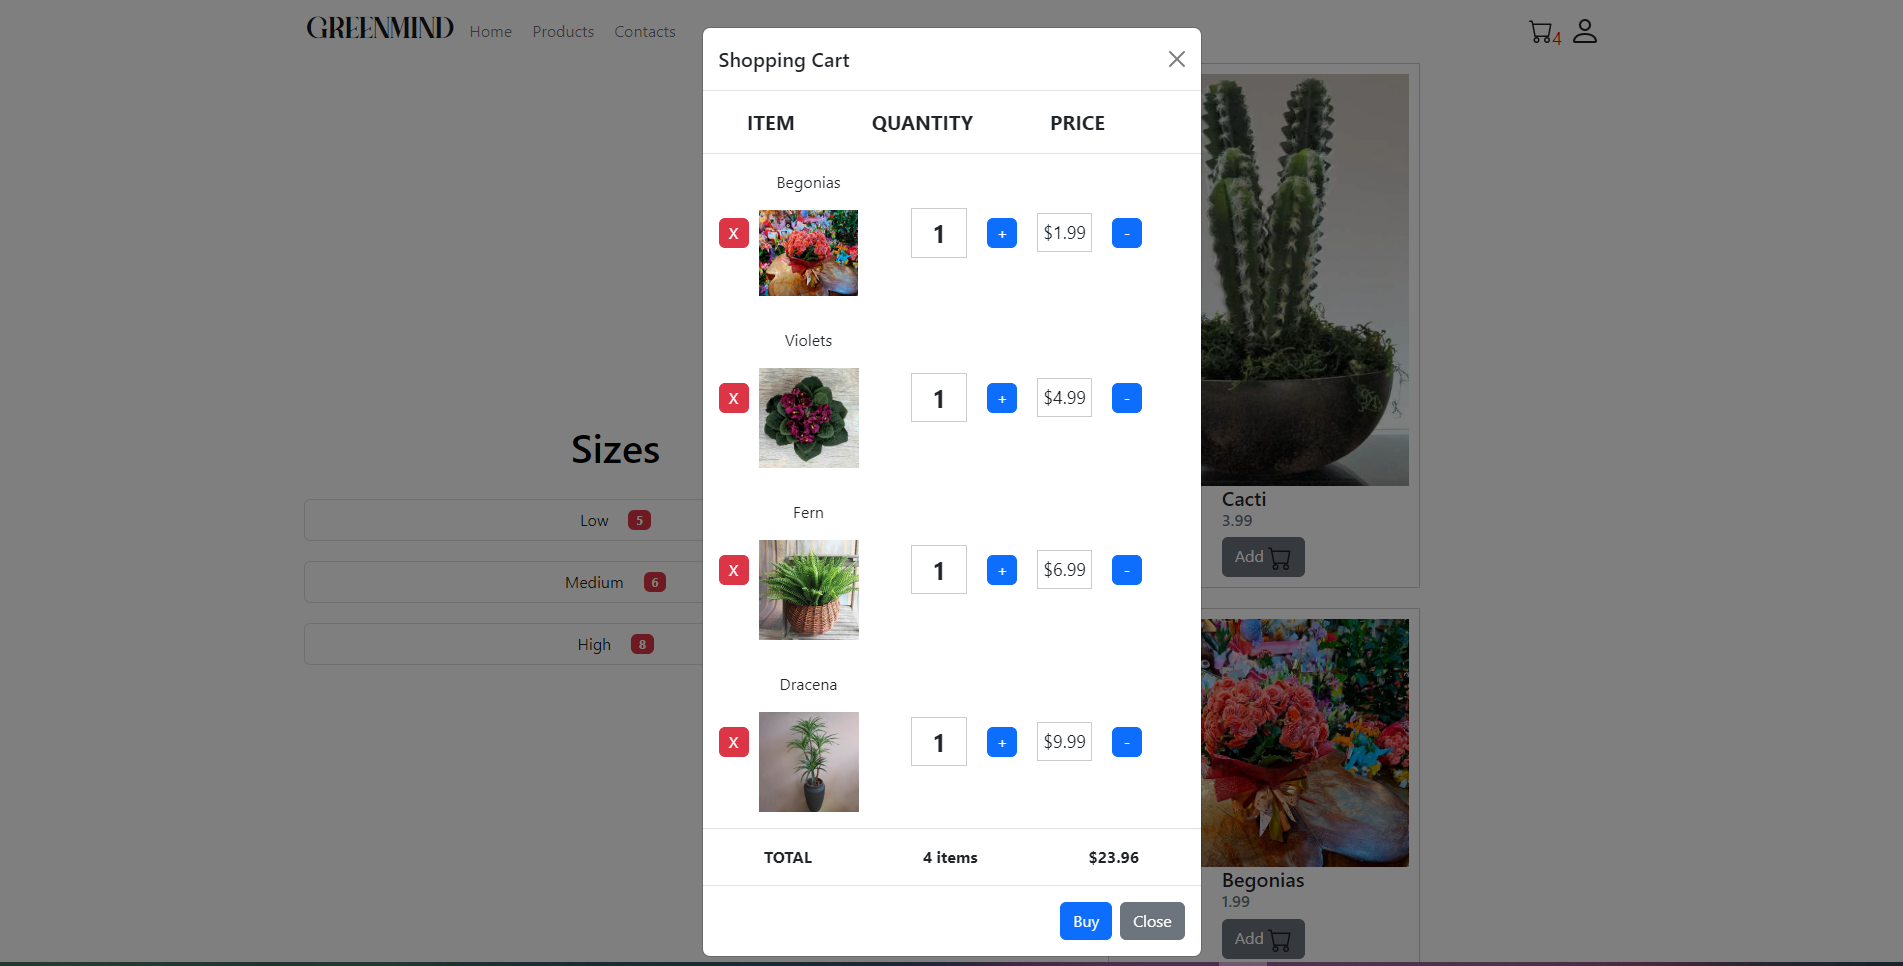 GREENMIND Home Products Contacts
4
Shopping Cart
ITEM QUANTITY PRICE
Begonias
X 1 + $1.99 -
Violets
X 1 + $4.99 -
Fern
X 1 + $6.99 -
Dracena
X 1 + $9.99 -
TOTAL 4 items $23.96
Buy Close
Sizes
Low 5
Medium 6
High 8
Cacti
3.99
Add
Begonias
1.99
Add